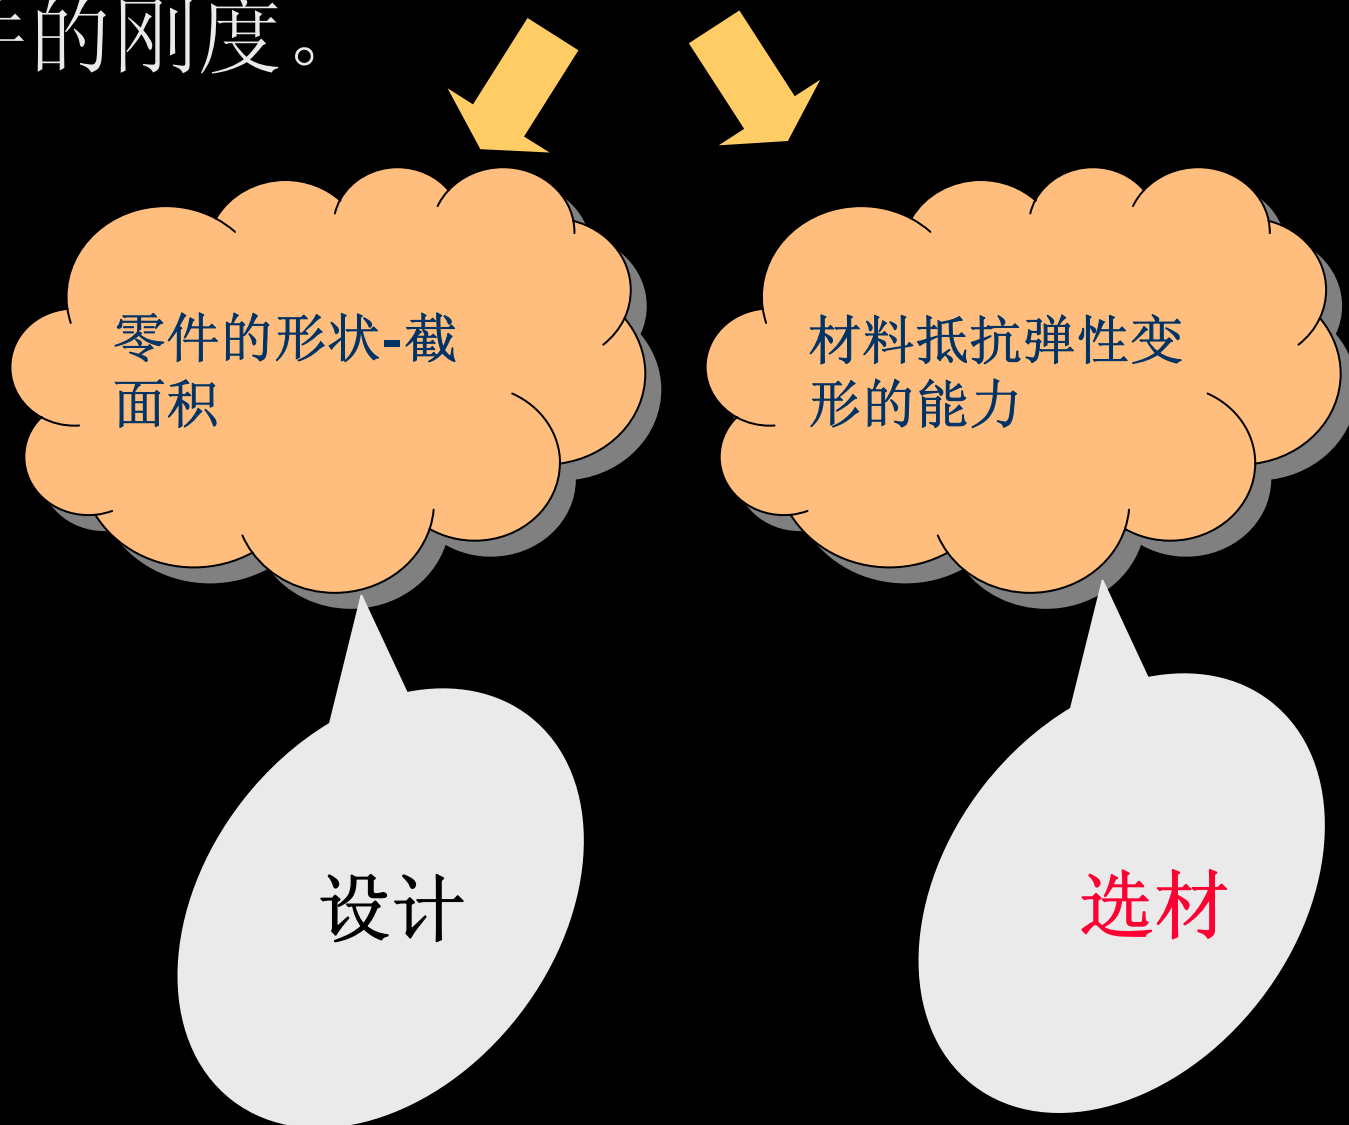 的刚度。
零件的形状-截
面积
材料抵抗弹性变
形的能力
设计
选材